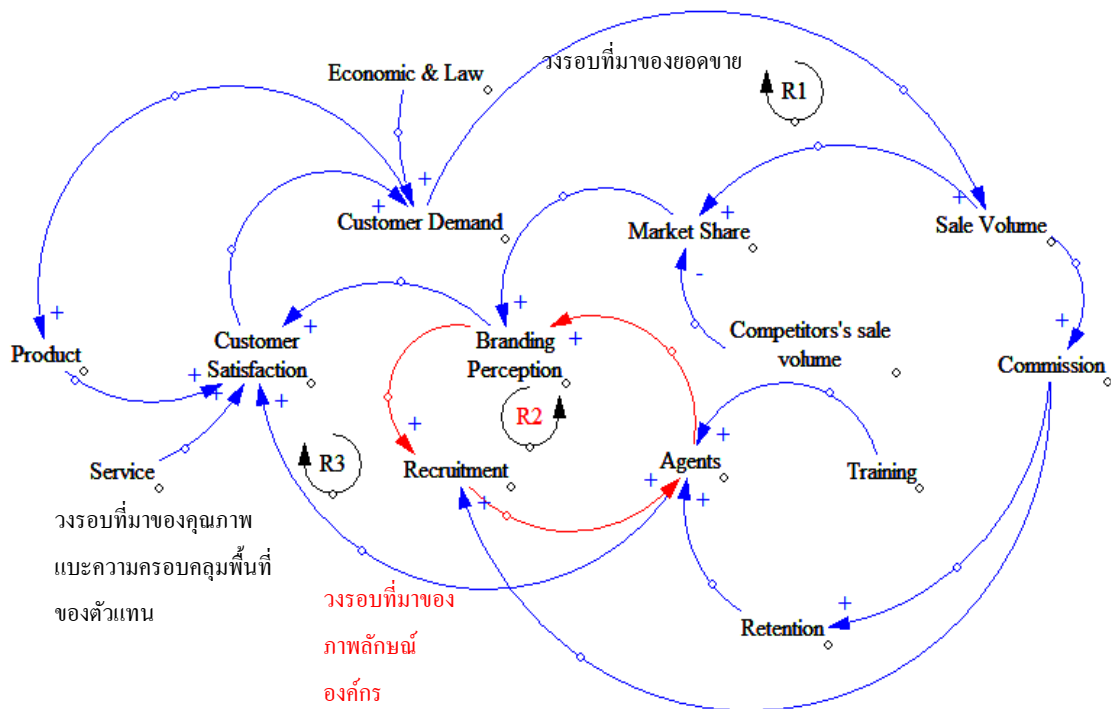 วงรอบที่มาของยอดขาย
Economic & Law
R1
+
+
Customer Demand
+
Market Share
+
Sale Volume
-
+
Product
Customer
Satisfaction
+
+
+
+
Branding
Perception
+
+
Competitors's sale
volume
+
Commission
R2
Service
R3
+
Recruitment
+
+
Agents
+
+
Training
วงรอบที่มาของคุณภาพ
แบะความครอบคลุมพื้นที่
ของตัวแทน
วงรอบที่มาของ
ภาพลักษณ์
องค์กร
+
Retention